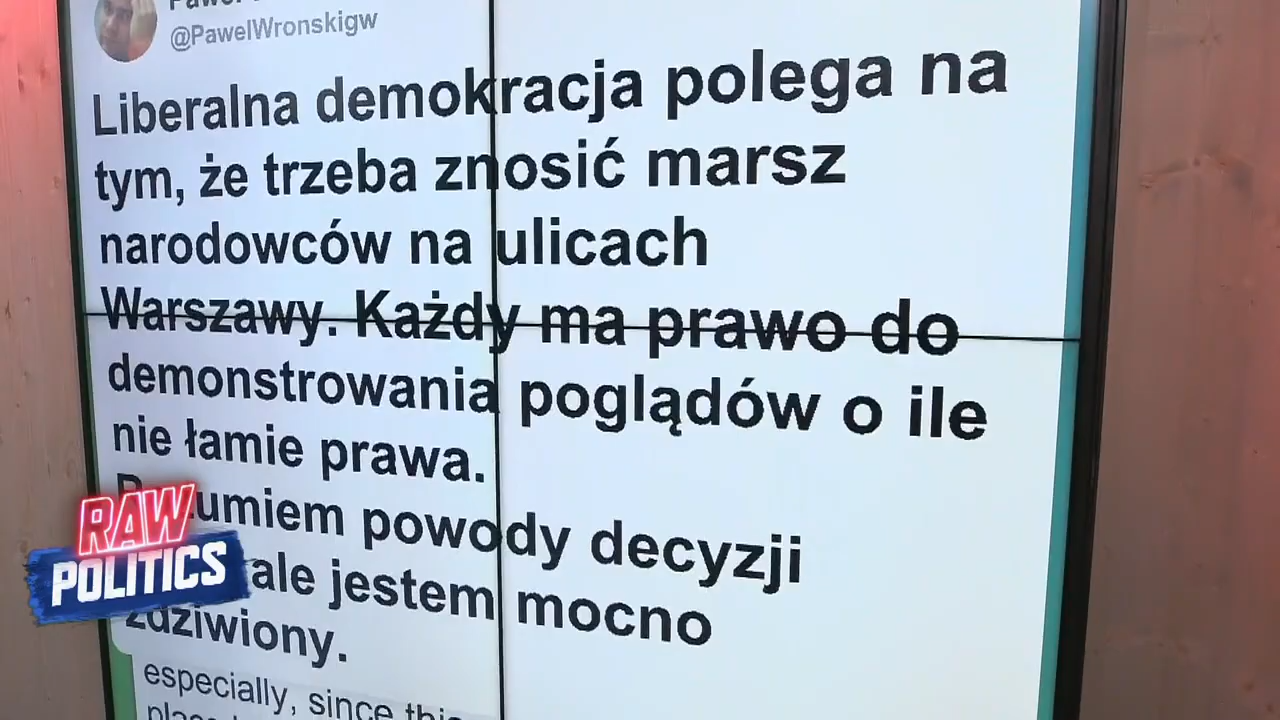 @PawelWronskigw
Liberalna demokracja polega na
tym, że trzeba znosić marsz
narodowców na ulicach
Warszawy. Każdy ma prawo do
demonstrowania poglądów o ile
nie łamie prawa.
powody decyzji
ale jestem mocno
zdziwiony.
especially, since this
RAW
POLITICS